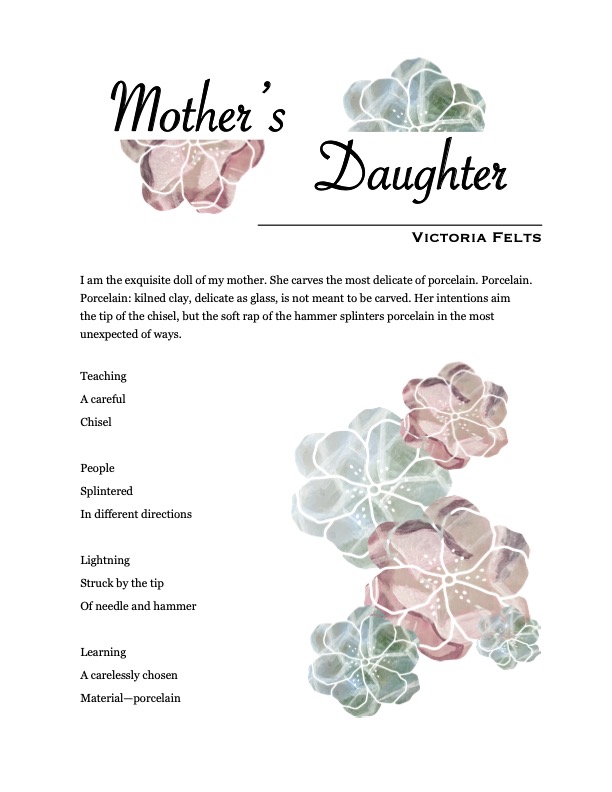 Mother's
Daughter
Victoria Felts
I am the exquisite doll of my mother. She carves the most delicate of porcelain. Porcelain.
Porcelain: kilned clay, delicate as glass, is not meant to be carved. Her intentions aim
the tip of the chisel, but the soft rap of the hammer splinters porcelain in the most
unexpected of ways.
Teaching
A careful
Chisel
People
Splintered
In different directions
Lightning
Struck by the tip
Of needle and hammer
Learning
A carelessly chosen
Material—porcelain